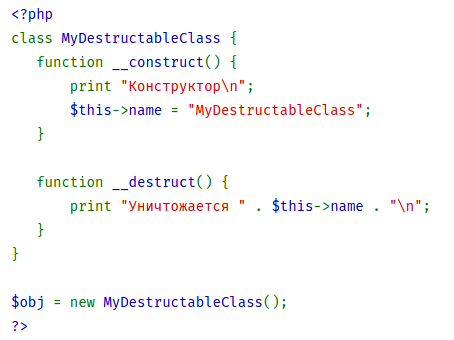 <?php
class MyDestructableClass {
   function __construct() {
       print "Конструктор\n";
       $this->name = "MyDestructableClass";
   }

   function __destruct() {
       print "Уничтожается " . $this->name . "\n";
   }
}

$obj = new MyDestructableClass();
?>